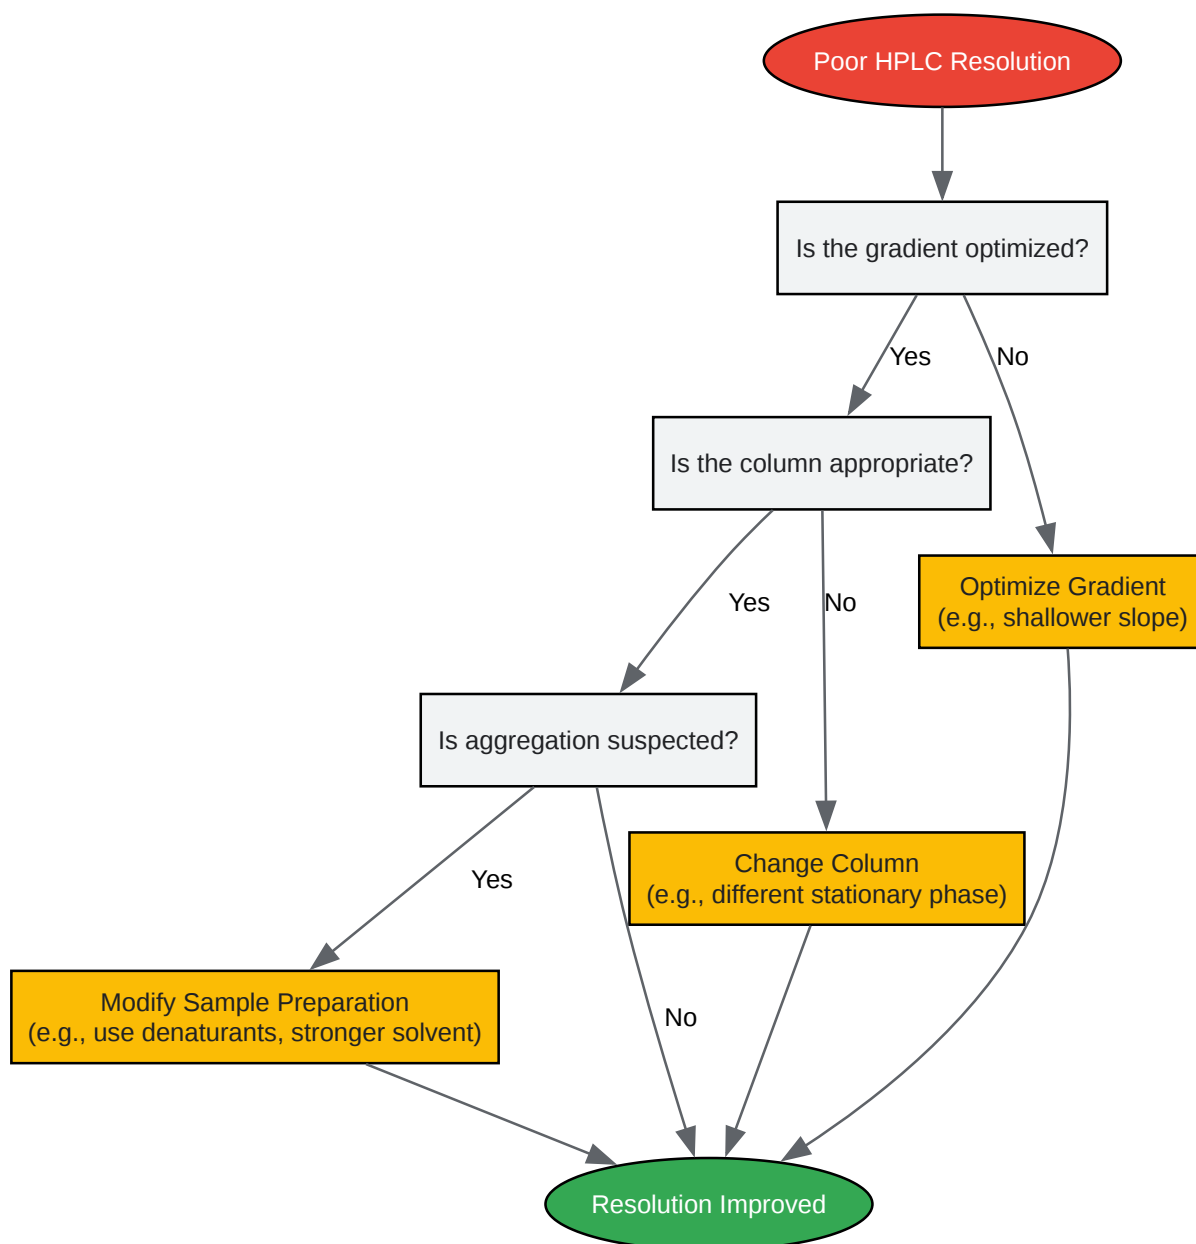 Poor HPLC Resolution
Is the gradient optimized?
Yes
No
Is the column appropriate?
Optimize Gradient
(e.g., shallower slope)
Yes
No
Is aggregation suspected?
Change Column
(e.g., different stationary phase)
Yes
Modify Sample Preparation
(e.g., use denaturants, stronger solvent)
No
Resolution Improved